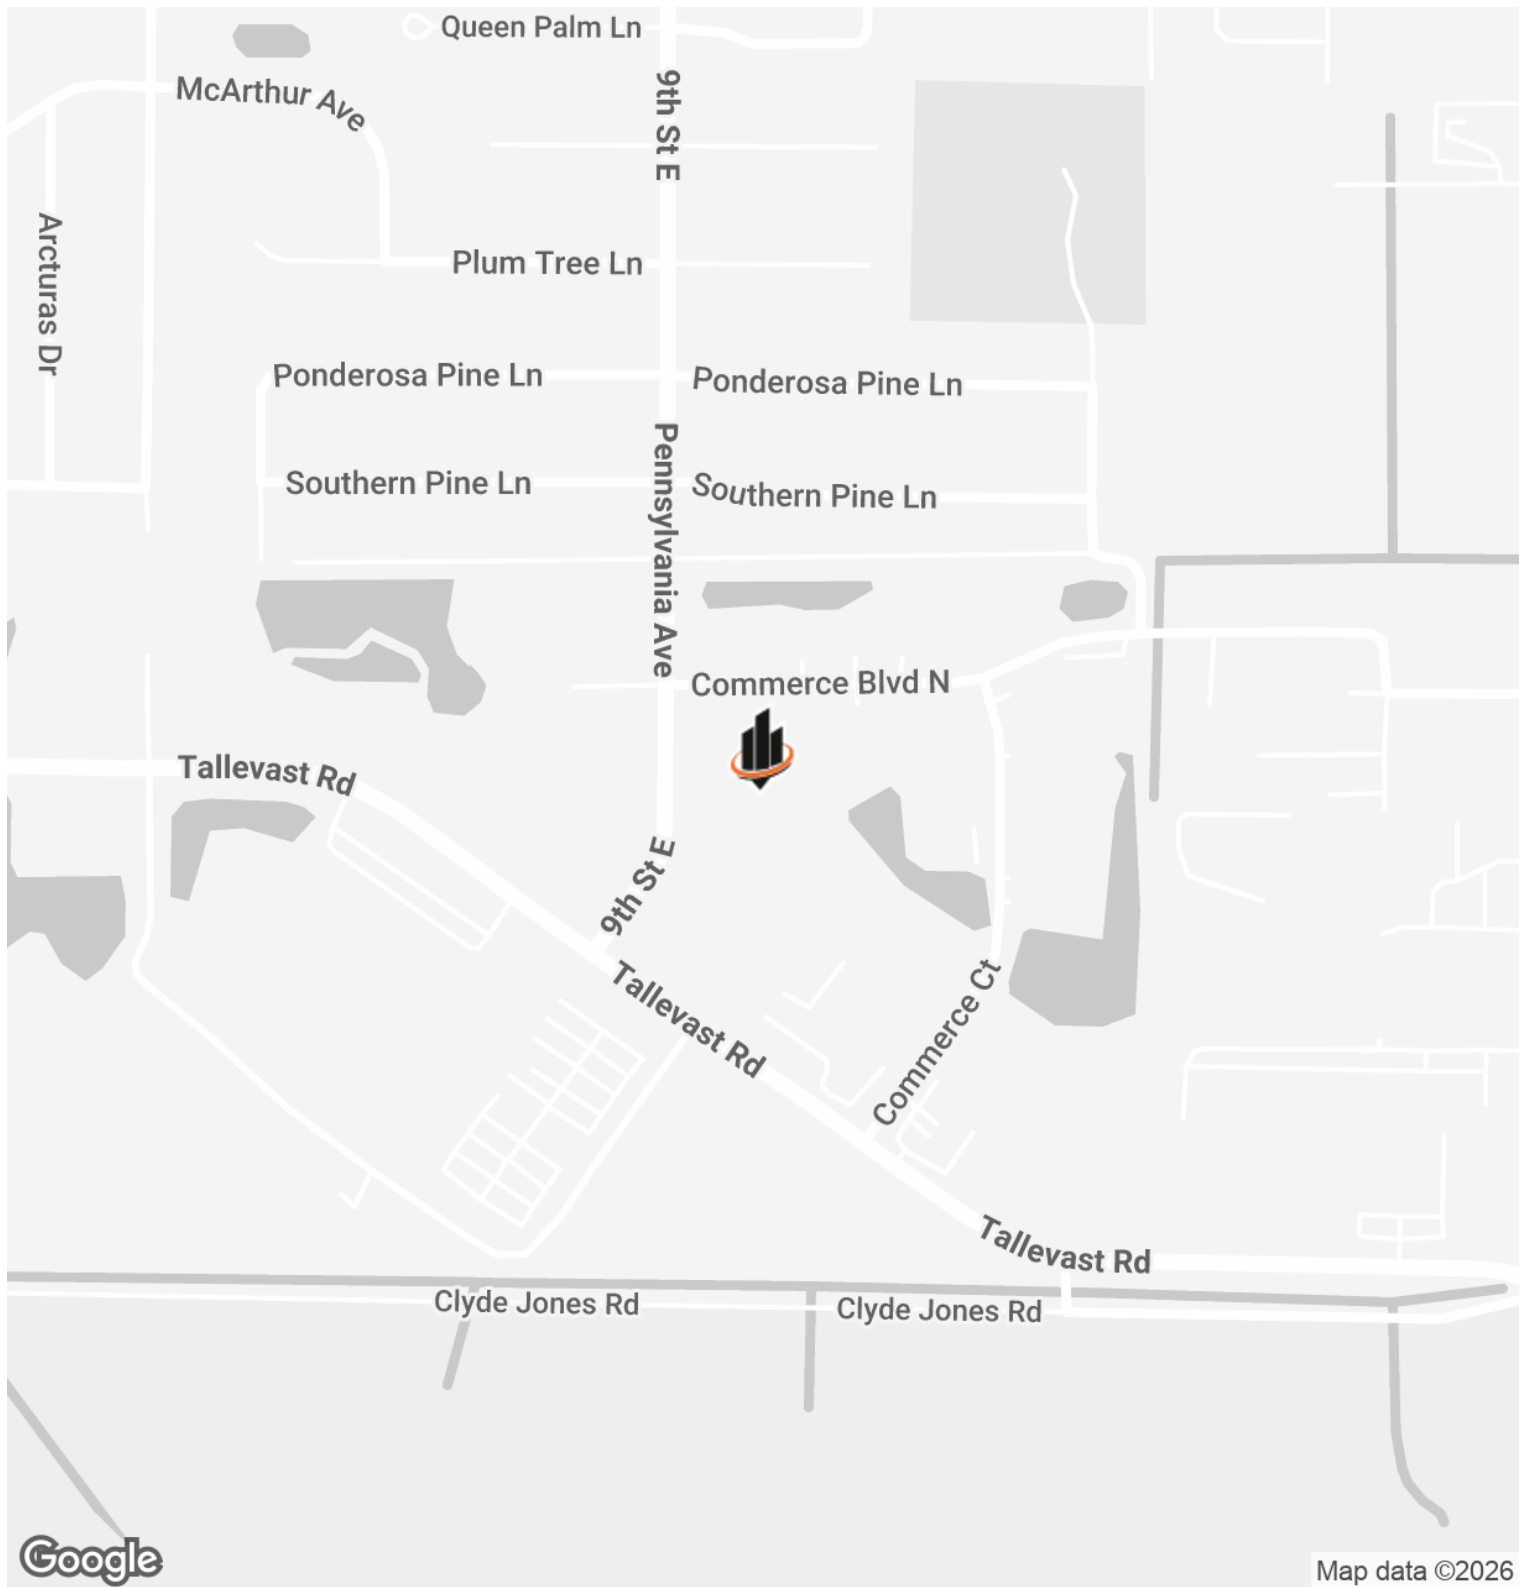 Queen Palm Ln
9th St E
McArthur Ave
Arcturas Dr
Plum Tree Ln
Ponderosa Pine Ln
Ponderosa Pine Ln
Pennsylvania Ave
Southern Pine Ln
Southern Pine Ln
Commerce Blvd N
Tallevast Rd
9th St E
Tallevast Rd
Commerce Ct
Tallevast Rd
Clyde Jones Rd
Clyde Jones Rd
Google
Map data ©2026